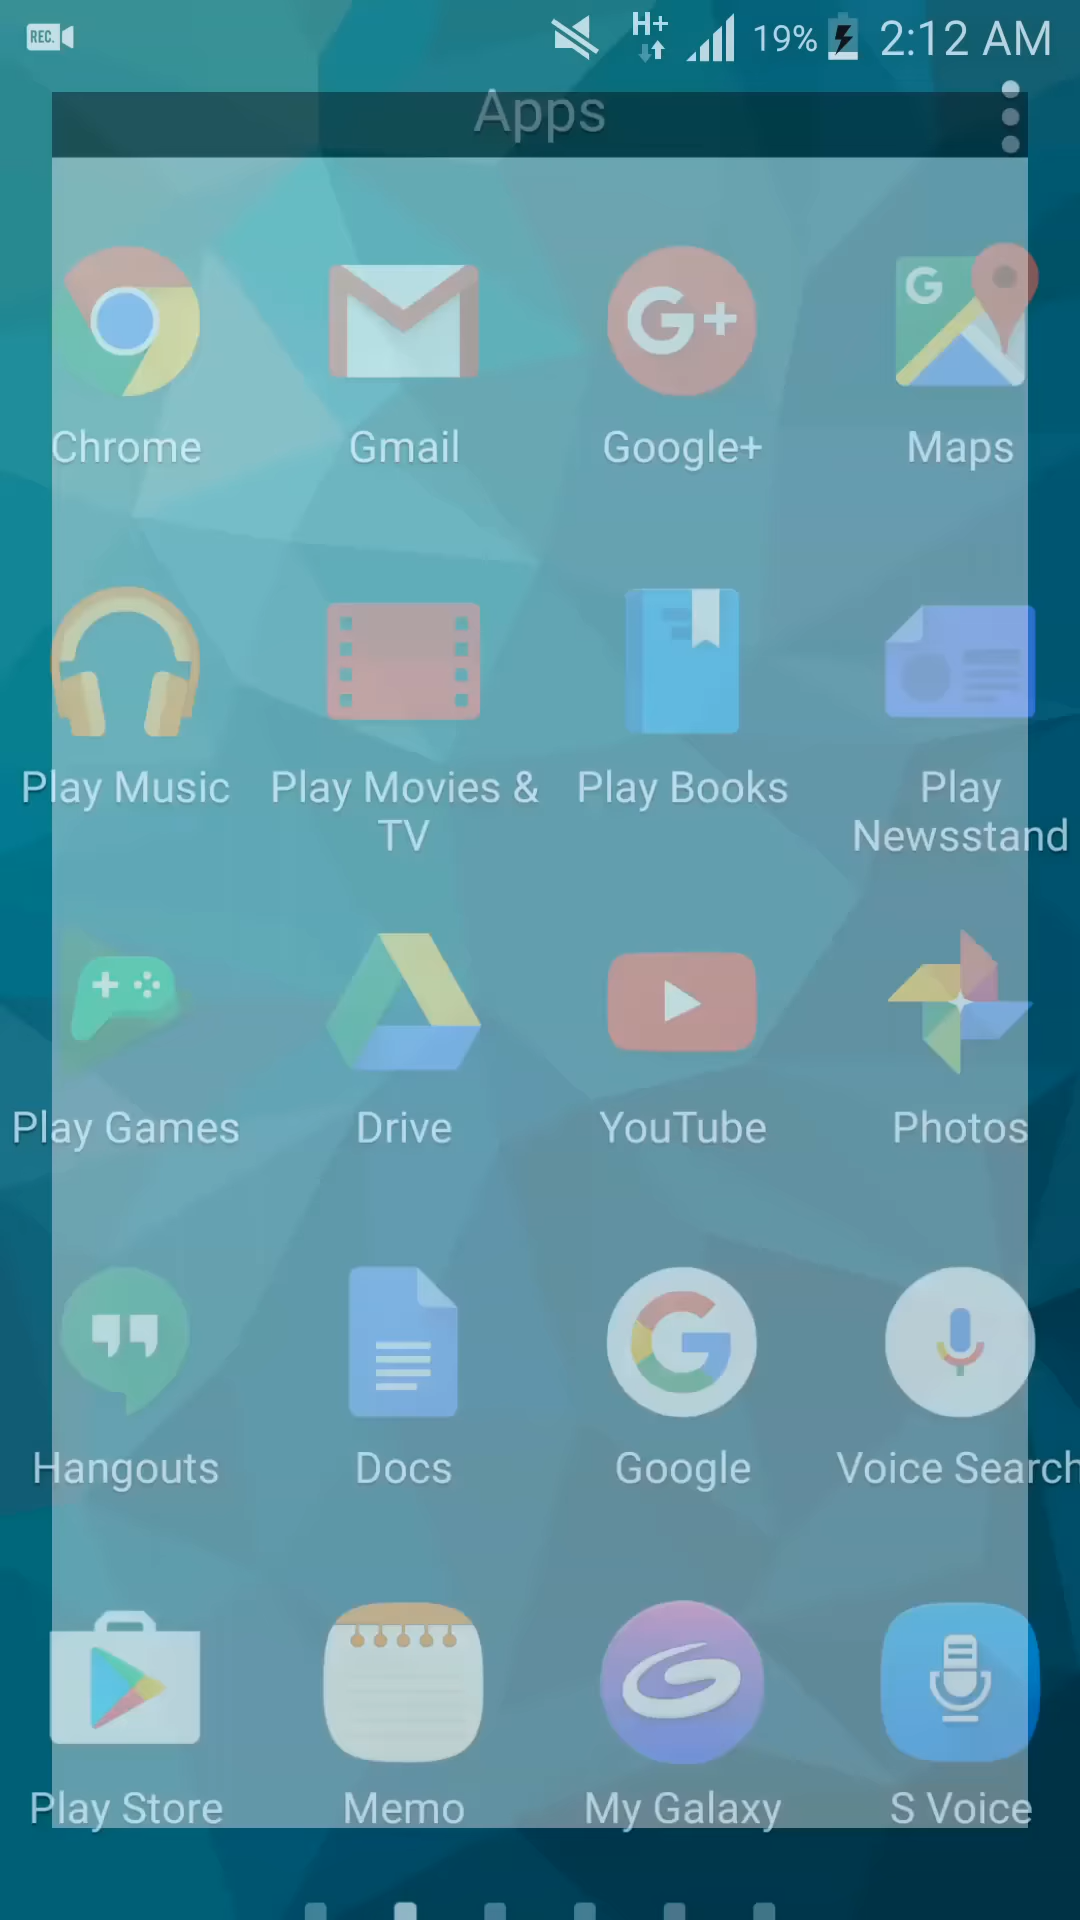 REC. H+ 19% 2:12 AM
Apps
G G+
Chrome Gmail Google+ Maps
Play Music Play Movies & TV Play Books Play Newsstand
Play Games Drive YouTube Photos
G
Hangouts Docs Google Voice Search
Play Store Memo My Galaxy S Voice